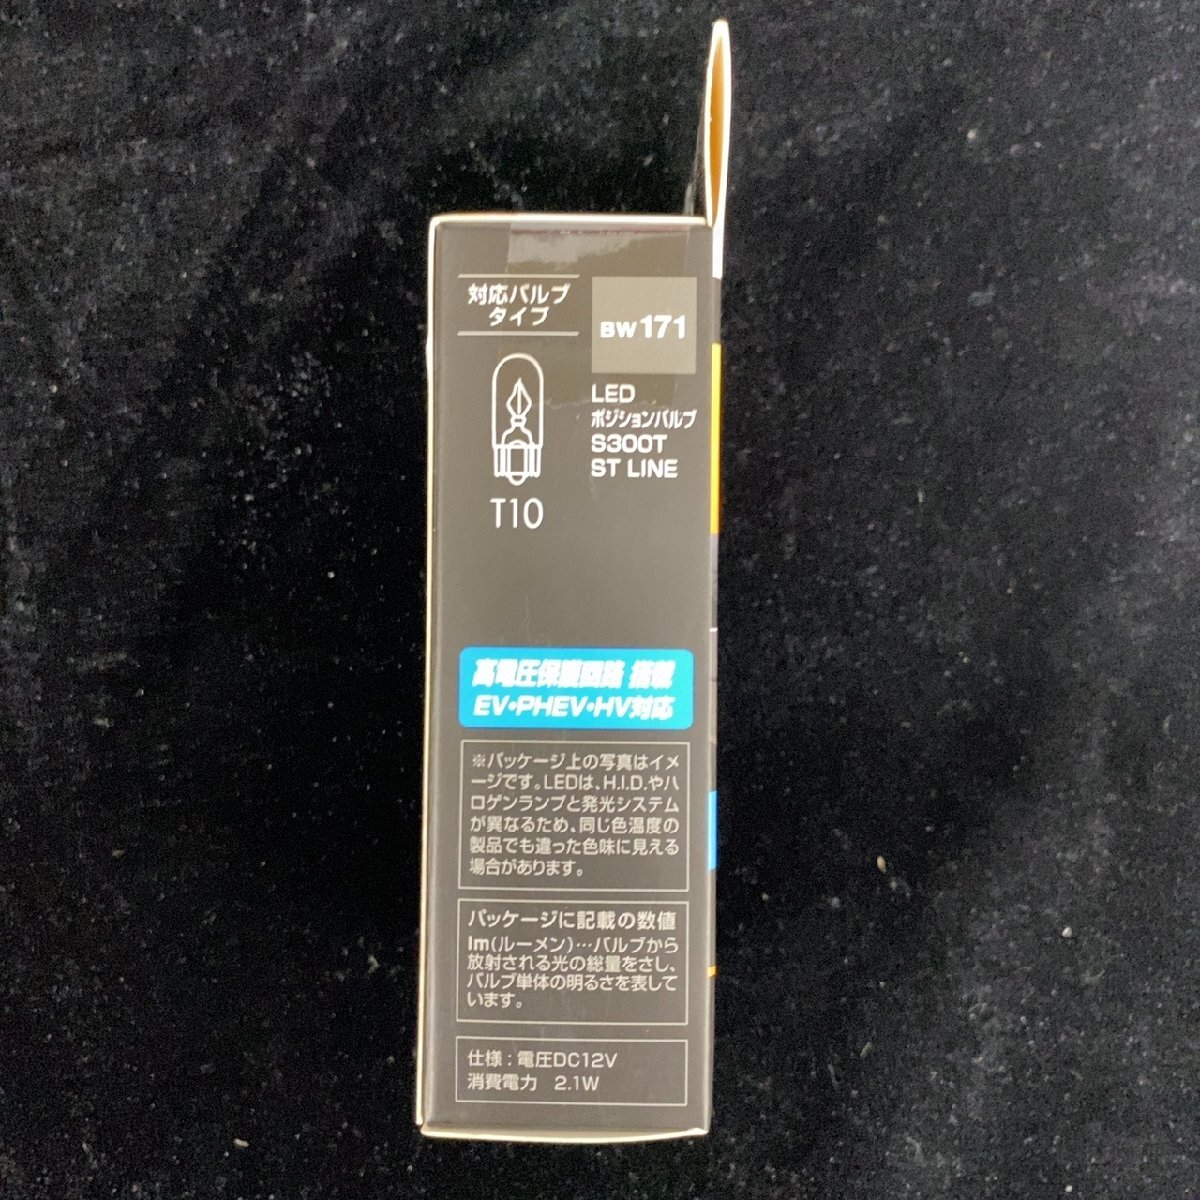 対応バルブ
タイプ
BW171
LED
ポジションバルブ
S300T
ST LINE
T10
高電圧保護回路 搭載
EV・PHEV・HV対応
※パッケージ上の写真はイメ
ージです。LEDは、H.I.D.やハ
ロゲンランプと発光システム
が異なるため、同じ色温度の
製品でも違った色味に見える
場合があります。
パッケージに記載の数値
lm(ルーメン)…バルブから
放射される光の総量をさし、
バルブ単体の明るさを表して
います。
仕様：電圧DC12V
消費電力 2.1W